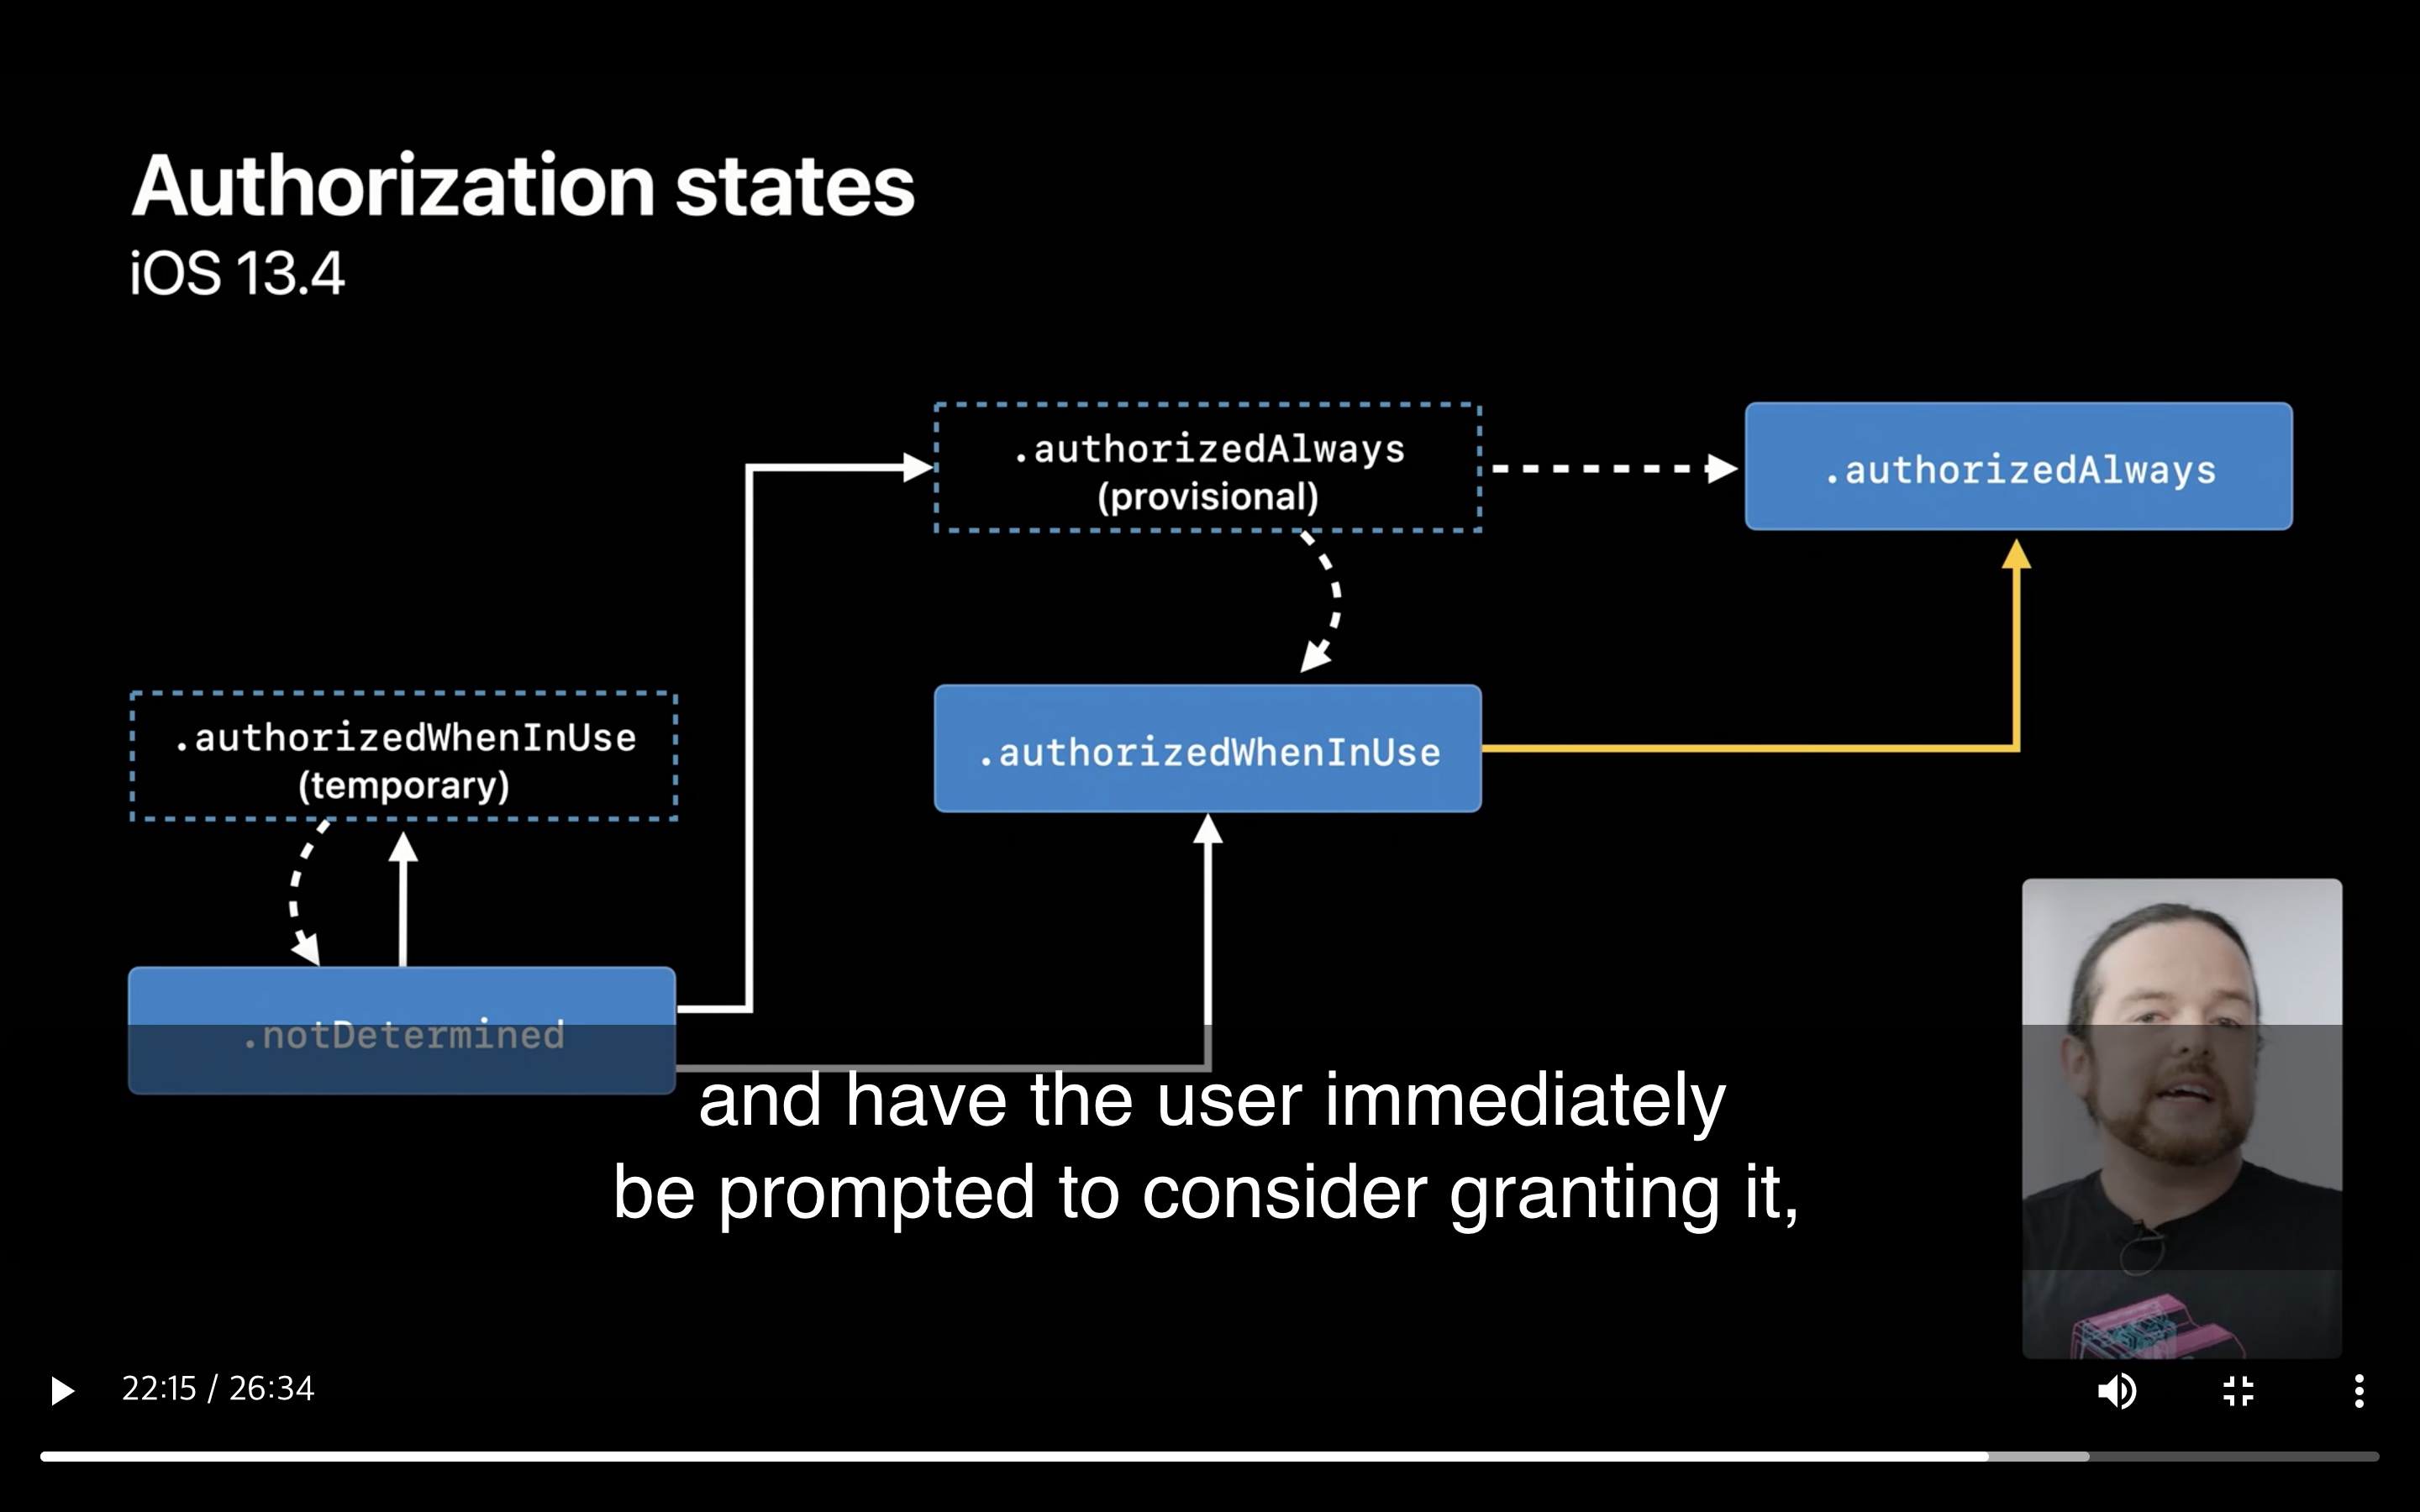 Authorization states
iOS 13.4
.authorizedAlways
(provisional)
.authorizedAlways
.authorizedWhenInUse
(temporary)
.authorizedWhenInUse
.notDetermined
and have the user immediately
be prompted to consider granting it,
22:15 / 26:34